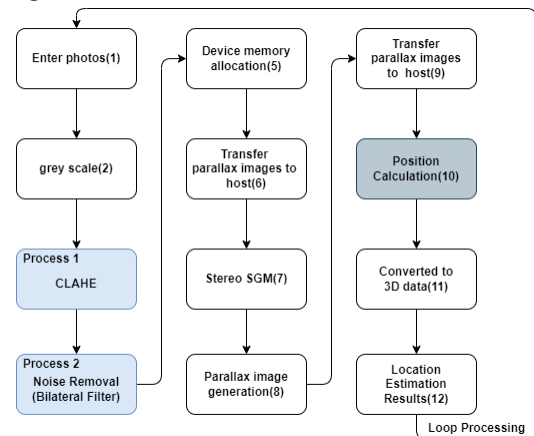 Enter photos(1)
grey scale(2)
Process 1
CLAHE
Process 2
Noise Removal
(Bilateral Filter)
Device memory
allocation(5)
Transfer
parallax images to
host(6)
Stereo SGM(7)
Parallax image
generation(8)
Transfer
parallax images
to host(9)
Position
Calculation(10)
Converted to
3D data(11)
Location
Estimation
Results(12)
Loop Processing